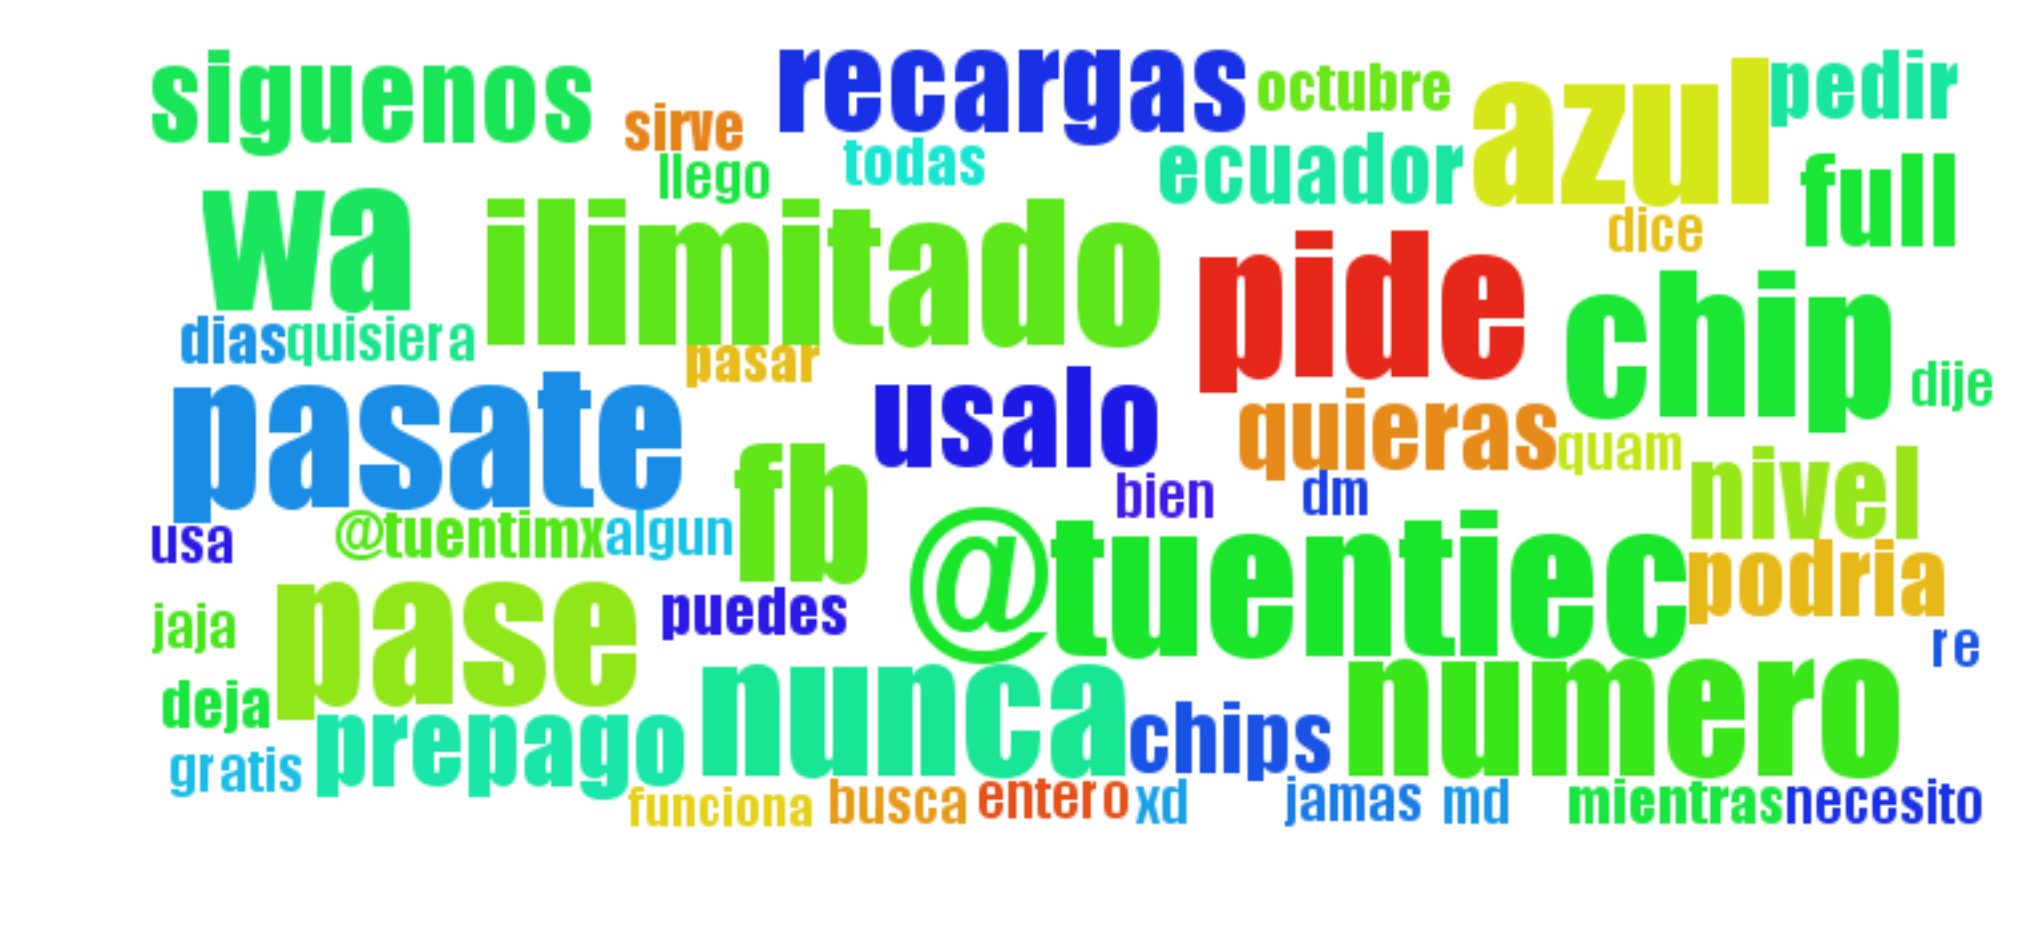 siguenos recargas octubre azul pedir
sirve
llego todas ecuador full
wa ilimitado pide dice
chip
dias quisiera pasar dije
pasate usalo quieras quam
fb bien dm nivel
usa @tuentimx algun @tuentiec podria
jaja pase puedes re
deja nunca numero
prepago chips
gratis
funciona busca entero xd jamas md mientras necesito